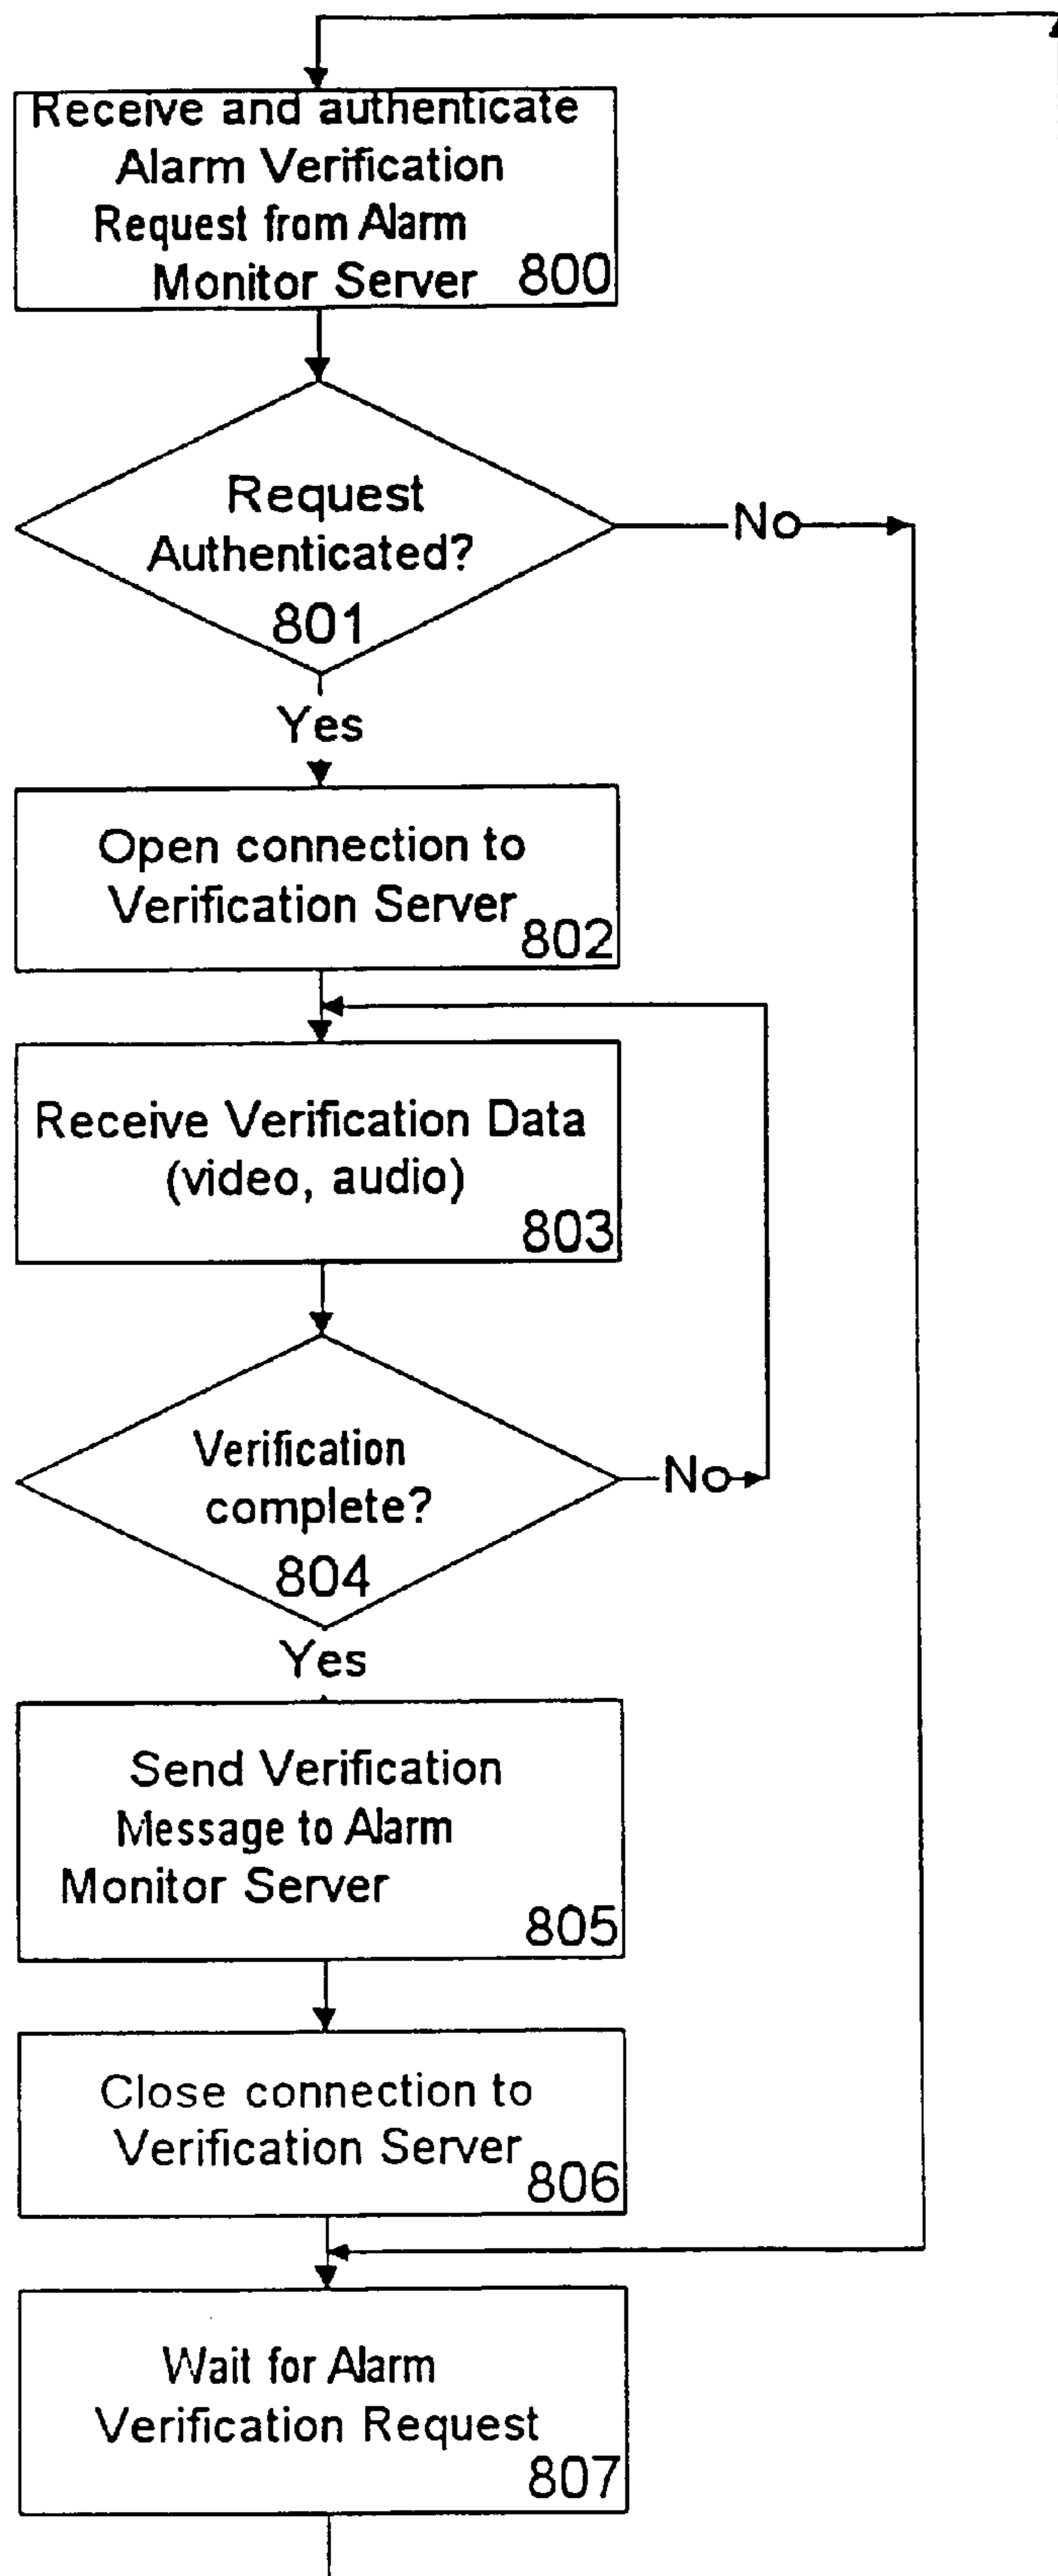 Receive and authenticate
Alarm Verification
Request from Alarm
Monitor Server 800
Request
Authenticated?
801
No
Yes
Open connection to
Verification Server
802
Receive Verification Data
(video, audio)
803
Verification
complete?
804
No
Yes
Send Verification
Message to Alarm
Monitor Server
805
Close connection to
Verification Server
806
Wait for Alarm
Verification Request
807